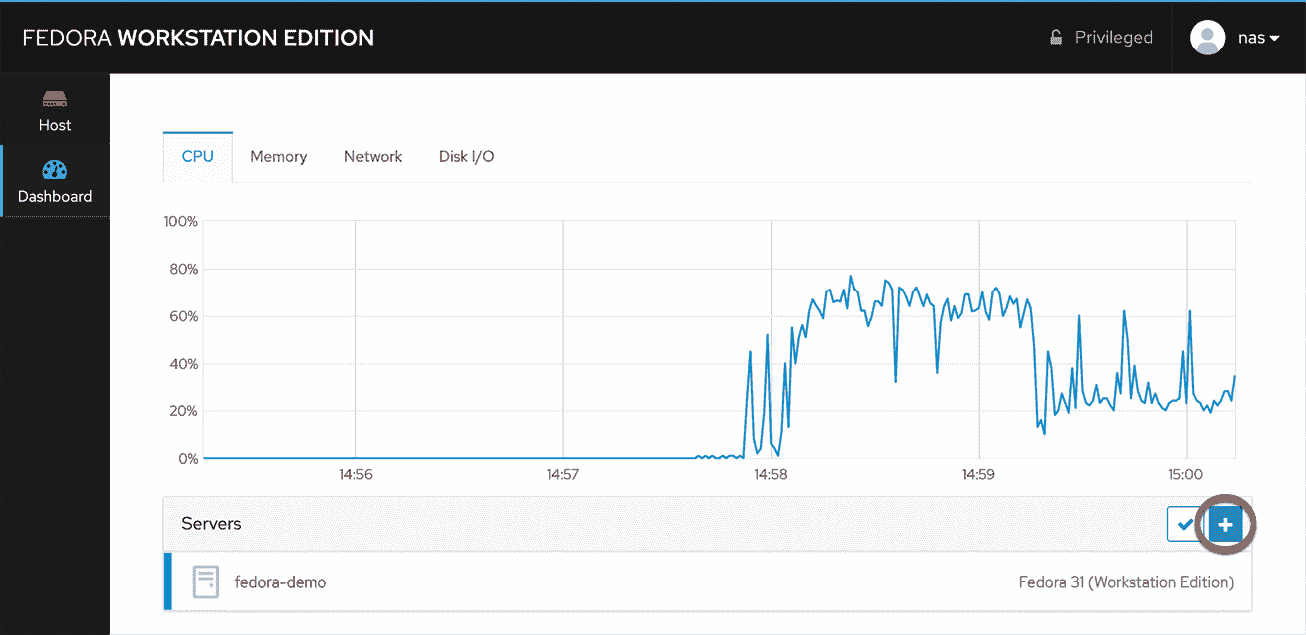 FEDORA WORKSTATION EDITION
Privileged
nas
Host
Dashboard
CPU Memory Network Disk I/O
100%
80%
60%
40%
20%
0%
14:56 14:57 14:58 14:59 15:00
Servers
fedora-demo Fedora 31 (Workstation Edition)